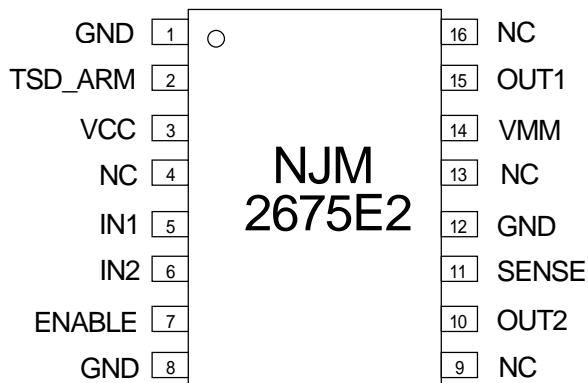 GND 1 16 NC
TSD_ARM 2 15 OUT1
VCC 3 14 VMM
NC 4 13 NC
NJM
2675E2
IN1 5 12 GND
IN2 6 11 SENSE
ENABLE 7 10 OUT2
GND 8 9 NC